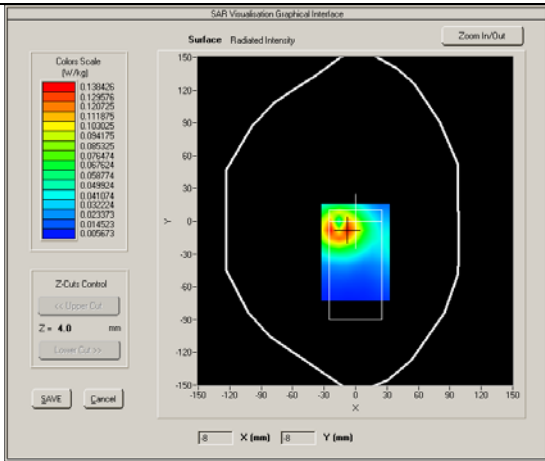 SAR Visualisation Graphical Interface
Surface Radiated Intensity
Zoom In/Out
Colors Scale
(W/kg)
0.138426
0.129576
0.120725
0.111875
0.103025
0.094175
0.085325
0.076474
0.067624
0.058774
0.049924
0.041074
0.032224
0.023373
0.014523
0.005673
Z-Cuts Control
<< Upper Cut
Z = 4.0 mm
Lower Cut >>
SAVE Cancel
150-
120-
90-
60-
30-
0-
-30-
-60-
-90-
-120-
-150-
Y
-150 -120 -90 -60 -30 0 30 60 90 120 150
X
-8 X (mm) -8 Y (mm)